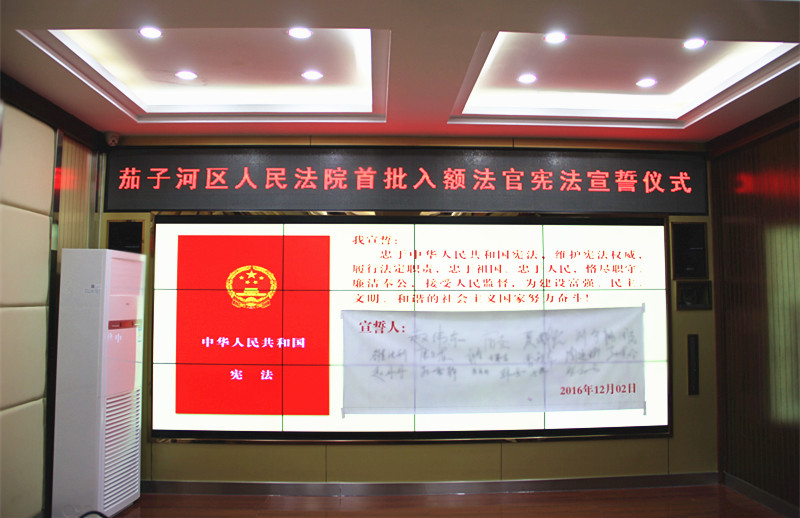 茄子河区人民法院首批入额法官宪法宣誓仪式
中华人民共和国
宪 法
我宣誓：
忠于中华人民共和国宪法，维护宪法权威，
履行法定职责，忠于祖国、忠于人民，恪尽职守、
廉洁奉公，接受人民监督，为建设富强、民主、
文明、和谐的社会主义国家努力奋斗！
宣誓人：
2016年12月02日